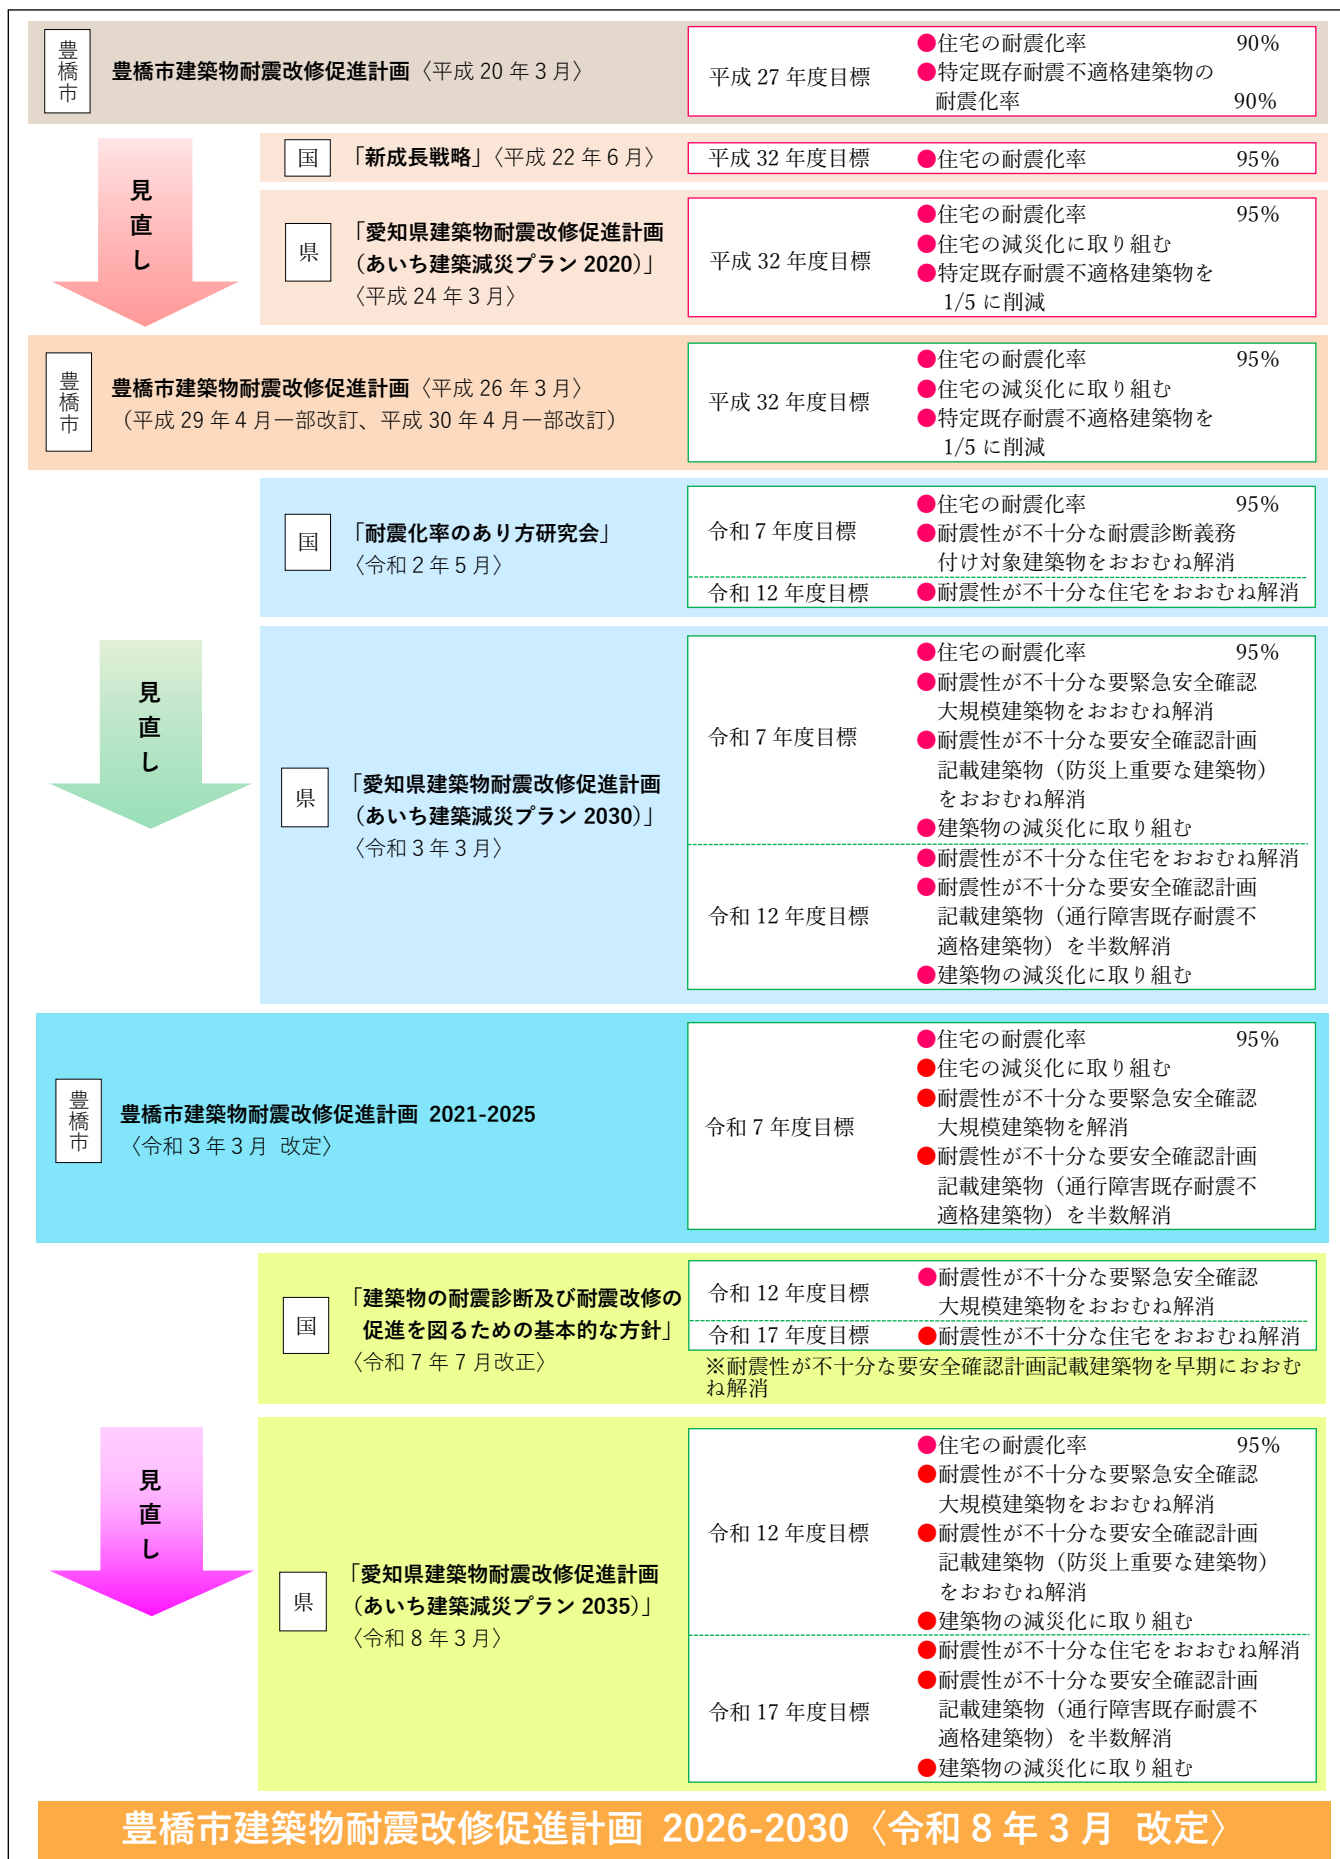 豊橋市
豊橋市建築物耐震改修促進計画〈平成 20 年 3 月〉
平成 27 年度目標
●住宅の耐震化率 90%
●特定既存耐震不適格建築物の
耐震化率 90%
見直し
国
「新成長戦略」〈平成 22 年 6 月〉
平成 32 年度目標
●住宅の耐震化率 95%
県
「愛知県建築物耐震改修促進計画
（あいち建築減災プラン 2020）」
〈平成 24 年 3 月〉
平成 32 年度目標
●住宅の耐震化率 95%
●住宅の減災化に取り組む
●特定既存耐震不適格建築物を
1/5 に削減
豊橋市
豊橋市建築物耐震改修促進計画〈平成 26 年 3 月〉
（平成 29 年 4 月一部改訂、平成 30 年 4 月一部改訂）
平成 32 年度目標
●住宅の耐震化率 95%
●住宅の減災化に取り組む
●特定既存耐震不適格建築物を
1/5 に削減
国
「耐震化率のあり方研究会」
〈令和 2 年 5 月〉
令和 7 年度目標
●住宅の耐震化率 95%
●耐震性が不十分な耐震診断義務
付け対象建築物をおおむね解消
令和 12 年度目標
●耐震性が不十分な住宅をおおむね解消
見直し
県
「愛知県建築物耐震改修促進計画
（あいち建築減災プラン 2030）」
〈令和 3 年 3 月〉
令和 7 年度目標
●住宅の耐震化率 95%
●耐震性が不十分な要緊急安全確認
大規模建築物をおおむね解消
●耐震性が不十分な要安全確認計画
記載建築物（防災上重要な建築物）
をおおむね解消
●建築物の減災化に取り組む
令和 12 年度目標
●耐震性が不十分な住宅をおおむね解消
●耐震性が不十分な要安全確認計画
記載建築物（通行障害既存耐震不
適格建築物）を半数解消
●建築物の減災化に取り組む
豊橋市
豊橋市建築物耐震改修促進計画 2021-2025
〈令和 3 年 3 月 改定〉
令和 7 年度目標
●住宅の耐震化率 95%
●住宅の減災化に取り組む
●耐震性が不十分な要緊急安全確認
大規模建築物を解消
●耐震性が不十分な要安全確認計画
記載建築物（通行障害既存耐震不
適格建築物）を半数解消
国
「建築物の耐震診断及び耐震改修の
促進を図るための基本的な方針」
〈令和 7 年 7 月改正〉
令和 12 年度目標
●耐震性が不十分な要緊急安全確認
大規模建築物をおおむね解消
令和 17 年度目標
●耐震性が不十分な住宅をおおむね解消
※耐震性が不十分な要安全確認計画記載建築物を早期におおむ
ね解消
見直し
県
「愛知県建築物耐震改修促進計画
（あいち建築減災プラン 2035）」
〈令和 8 年 3 月〉
令和 12 年度目標
●住宅の耐震化率 95%
●耐震性が不十分な要緊急安全確認
大規模建築物をおおむね解消
●耐震性が不十分な要安全確認計画
記載建築物（防災上重要な建築物）
をおおむね解消
●建築物の減災化に取り組む
令和 17 年度目標
●耐震性が不十分な住宅をおおむね解消
●耐震性が不十分な要安全確認計画
記載建築物（通行障害既存耐震不
適格建築物）を半数解消
●建築物の減災化に取り組む
豊橋市建築物耐震改修促進計画 2026-2030〈令和 8 年 3 月 改定〉